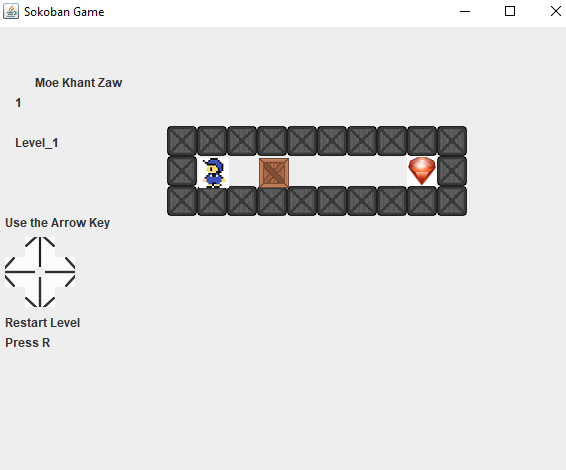 Sokoban Game
Moe Khant Zaw
1
Level_1
Use the Arrow Key
Restart Level
Press R